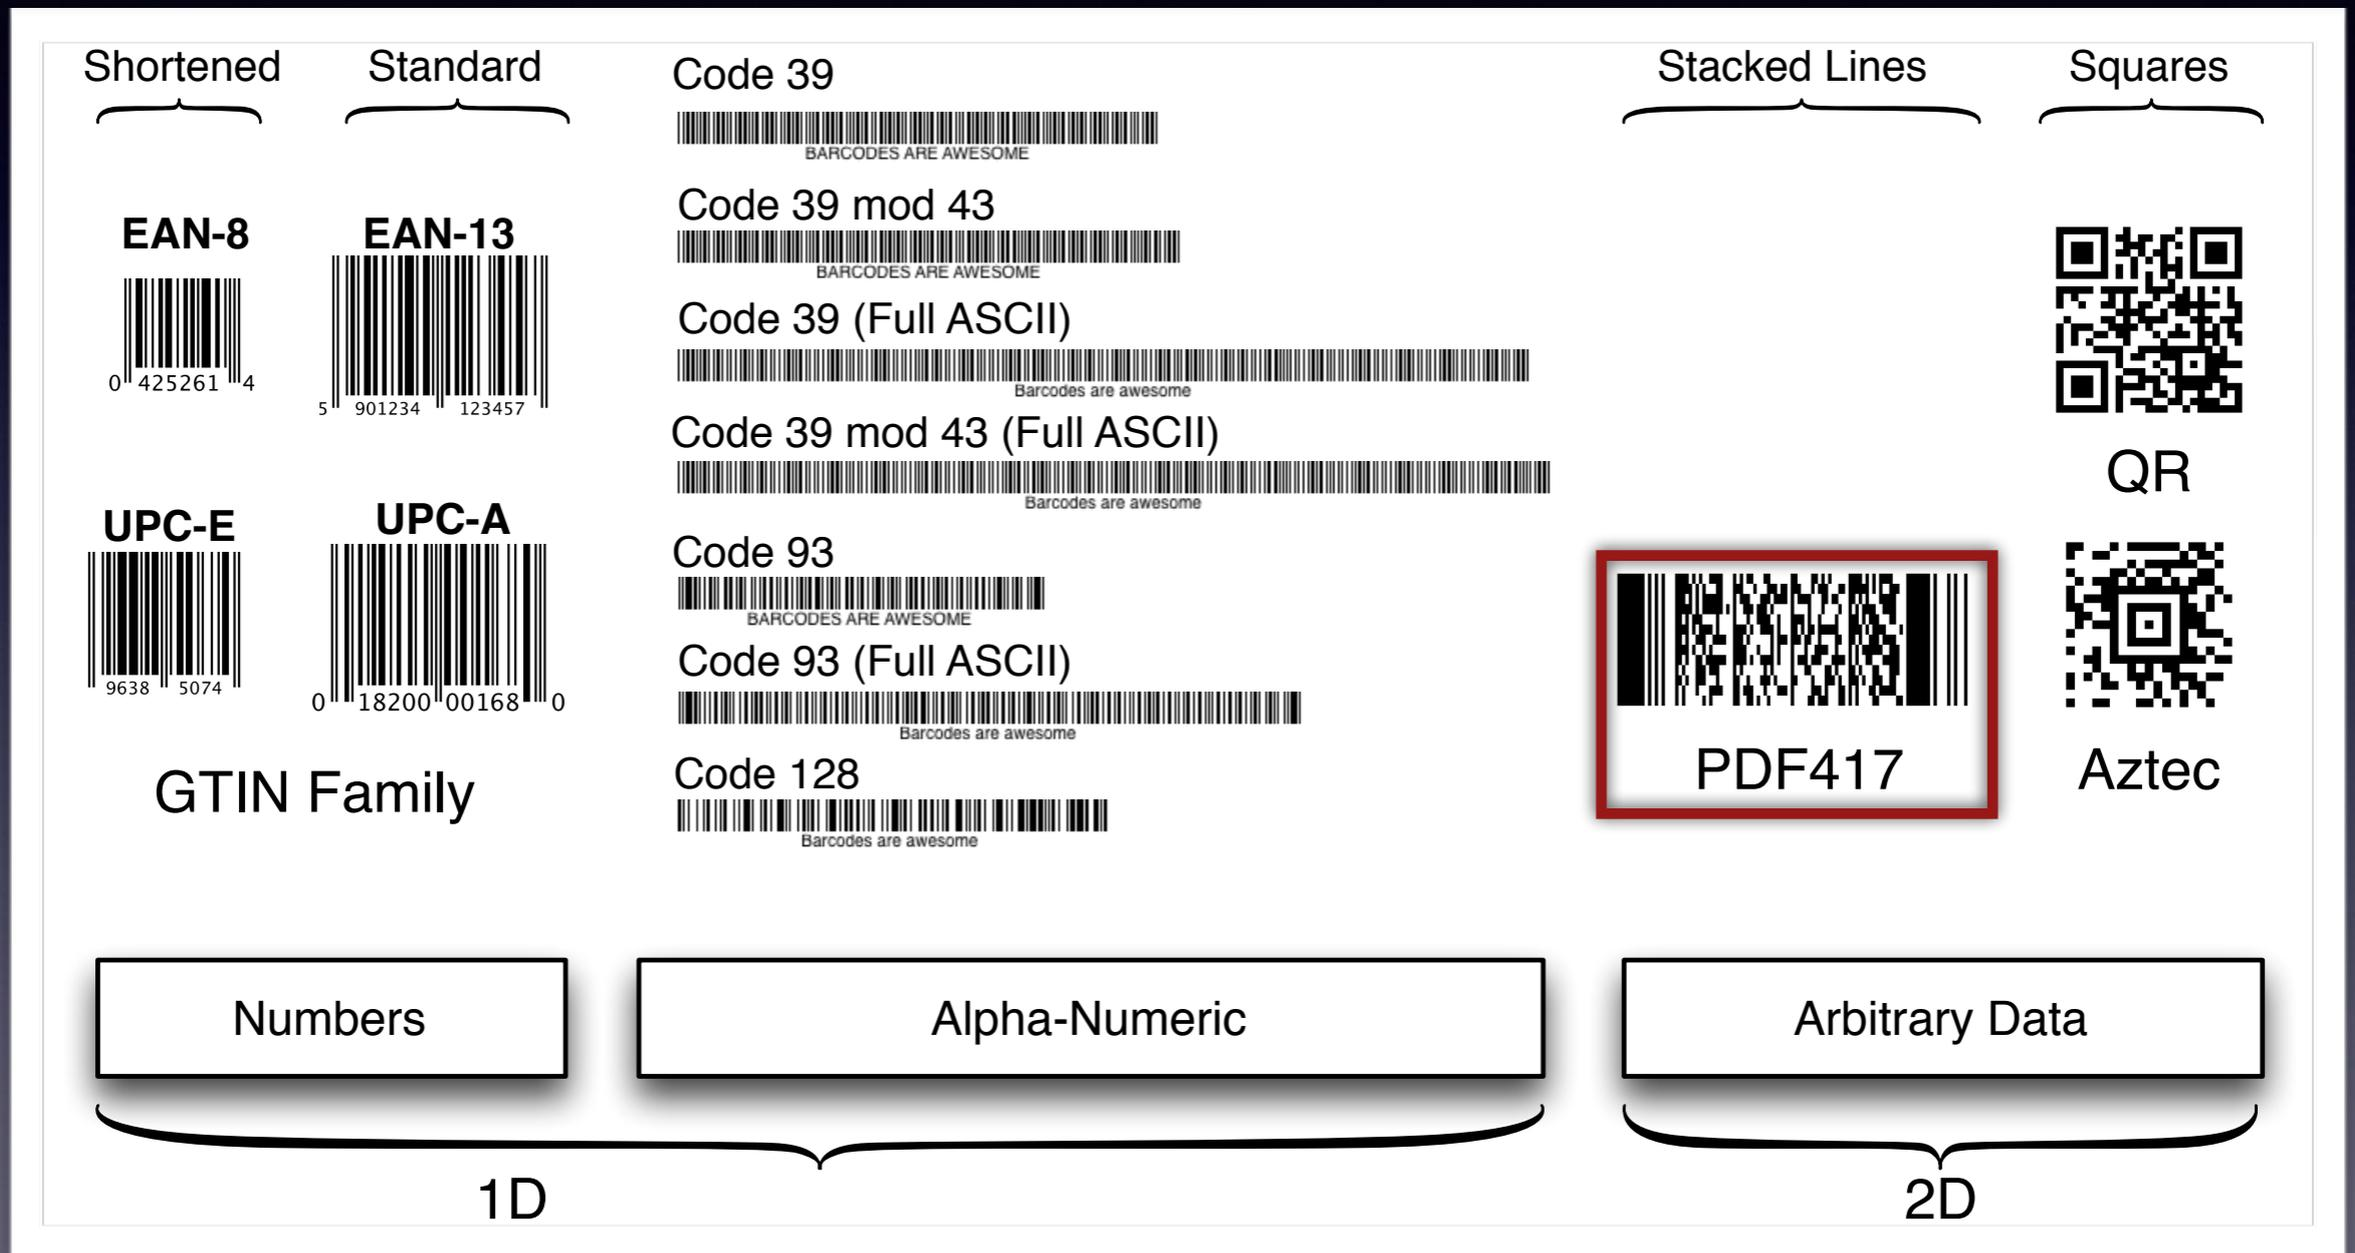 Shortened
Standard
EAN-8
0 425261 4
EAN-13
5 901234 123457
UPC-E
9638 5074
UPC-A
0 18200 00168 0
GTIN Family
Code 39
BARCODES ARE AWESOME
Code 39 mod 43
BARCODES ARE AWESOME
Code 39 (Full ASCII)
Barcodes are awesome
Code 39 mod 43 (Full ASCII)
Barcodes are awesome
Code 93
BARCODES ARE AWESOME
Code 93 (Full ASCII)
Barcodes are awesome
Code 128
Barcodes are awesome
Stacked Lines
Squares
QR
PDF417
Aztec
Numbers
Alpha-Numeric
Arbitrary Data
1D
2D